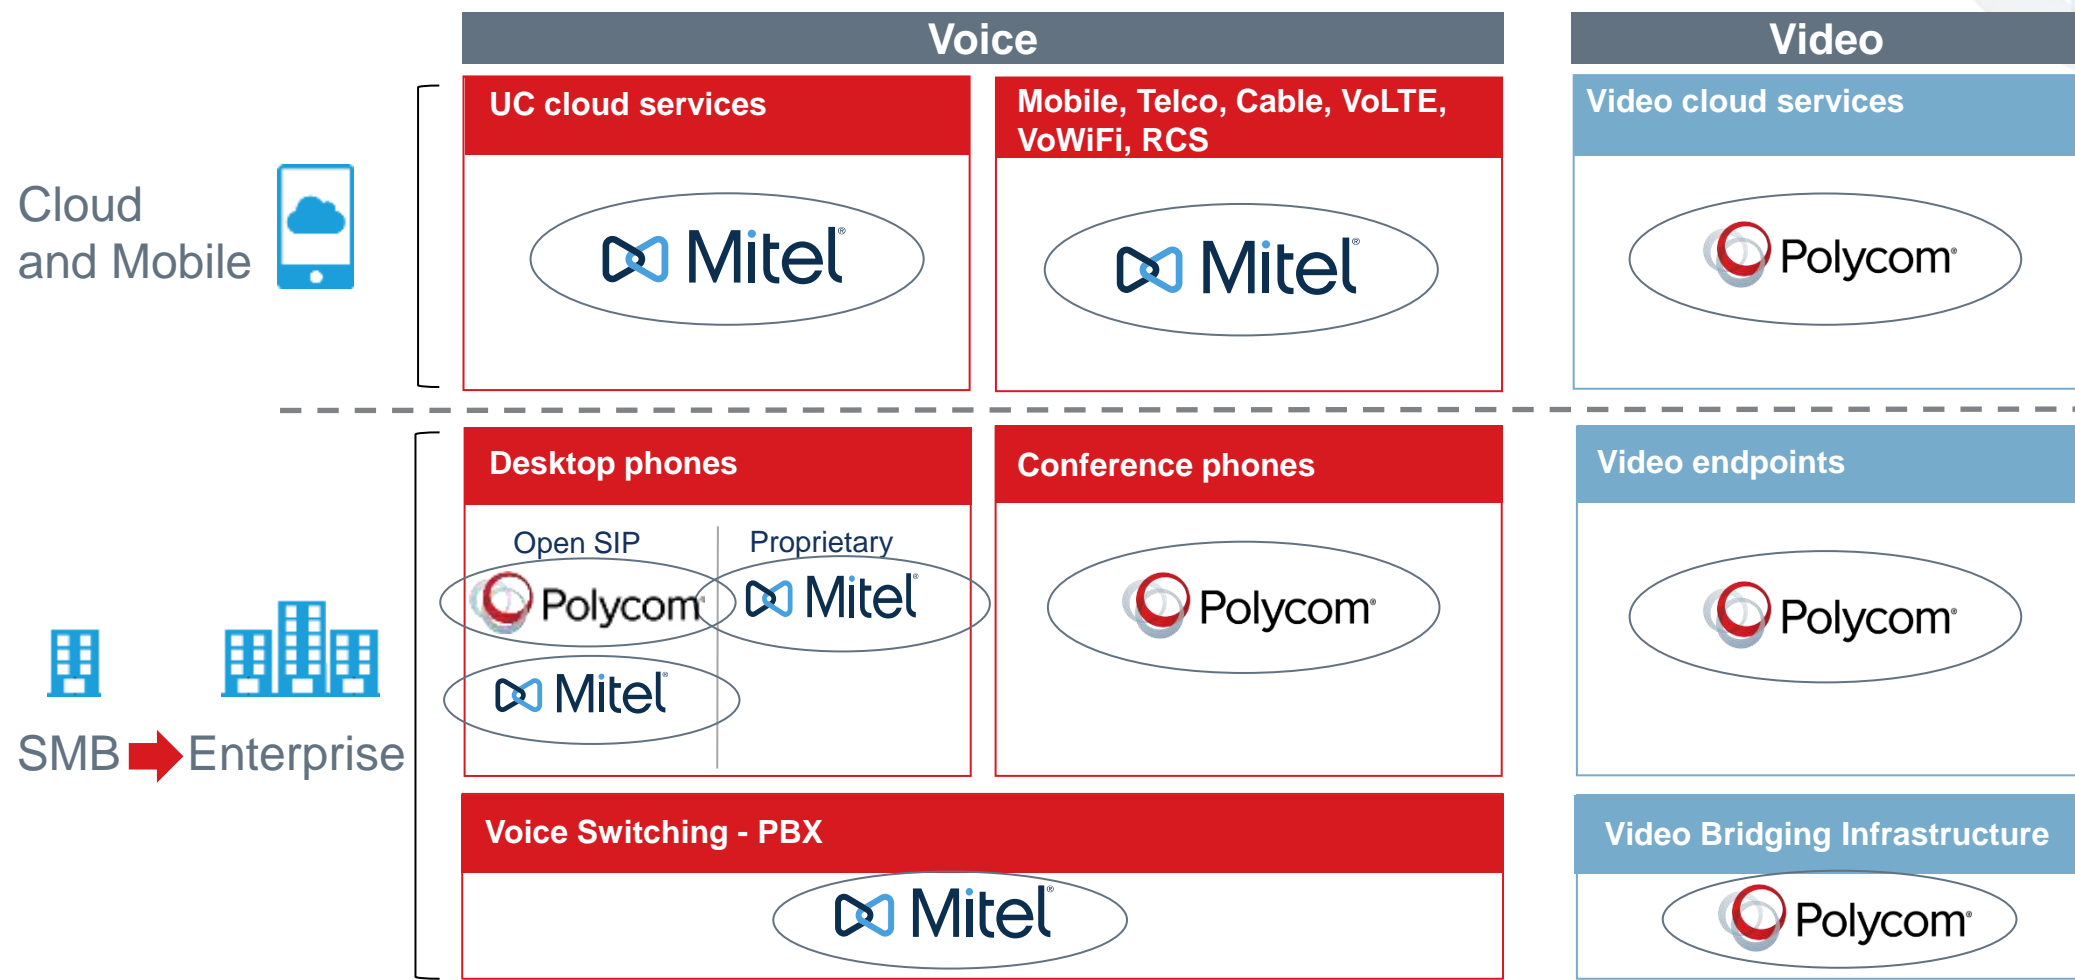 Voice
Video
UC cloud services
Mobile, Telco, Cable, VoLTE,
VoWiFi, RCS
Video cloud services
Cloud
and Mobile
Mitel®
Mitel®
Polycom®
Desktop phones
Conference phones
Video endpoints
Open SIP
Proprietary
Polycom®
Mitel®
Polycom®
Polycom®
Mitel®
SMB
Enterprise
Voice Switching - PBX
Video Bridging Infrastructure
Mitel®
Polycom®